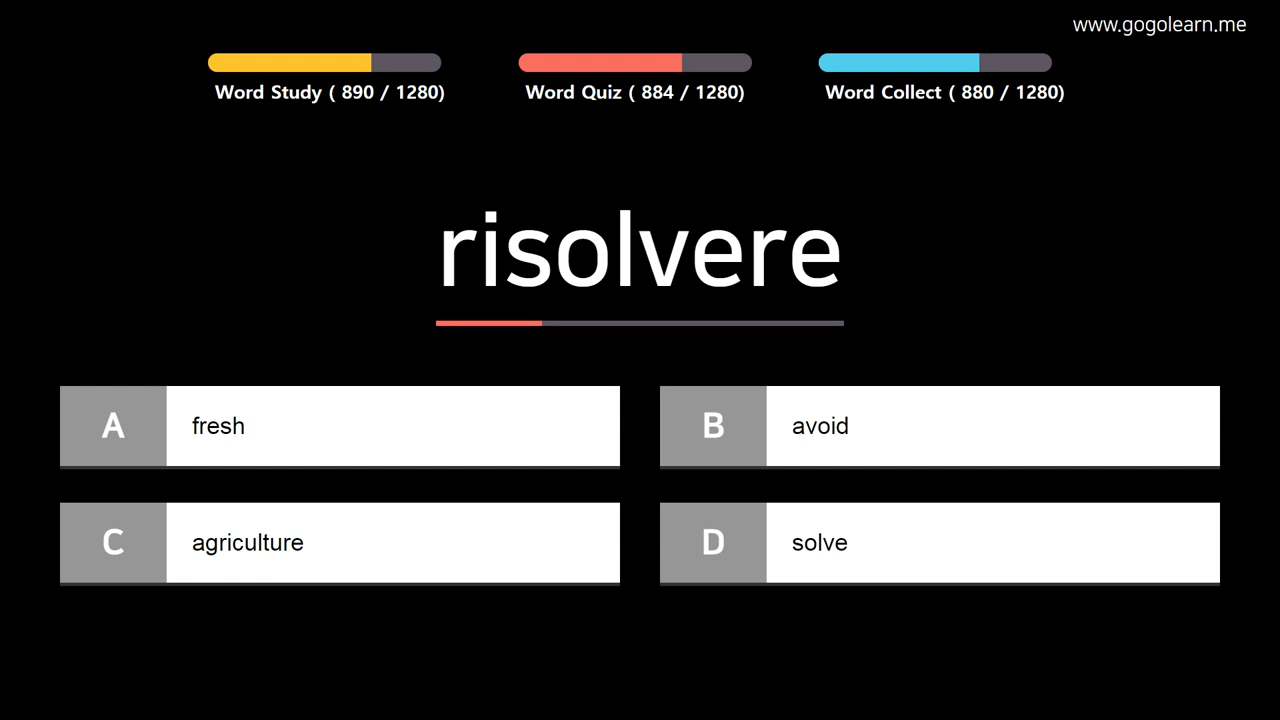 www.gogolearn.me
Word Study ( 890 / 1280)
Word Quiz ( 884 / 1280)
Word Collect ( 880 / 1280)
risolvere
A fresh
B avoid
C agriculture
D solve